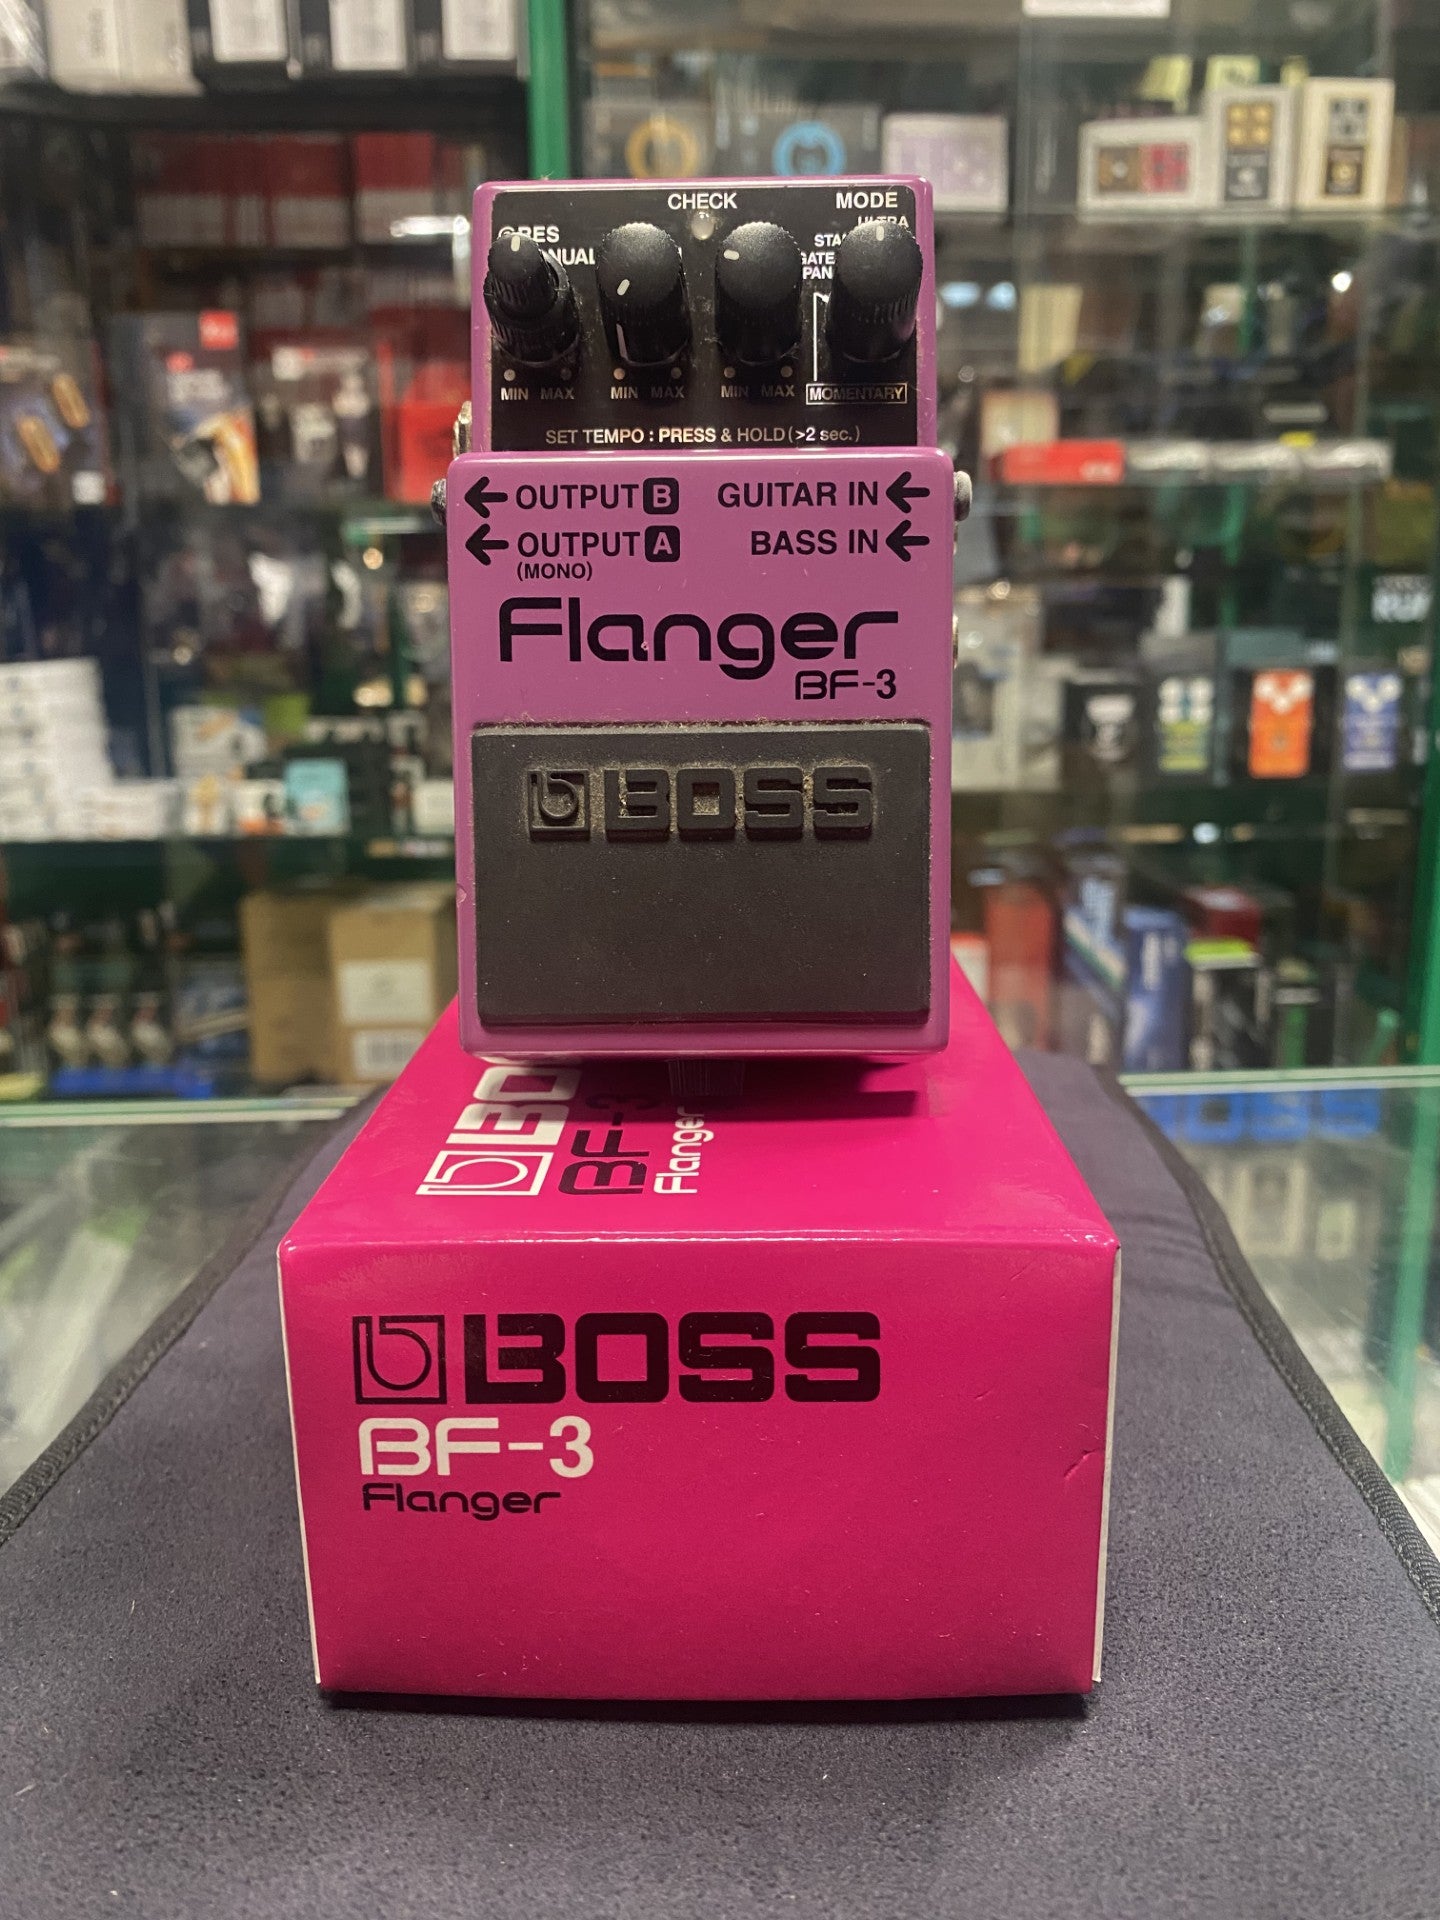 CHECK
MODE
RES
STA
GATE
PAN
MIN MAX MIN MAX MIN MAX MOMENTARY
SET TEMPO : PRESS & HOLD (>2 sec.)
OUTPUT B GUITAR IN
OUTPUT A BASS IN
(MONO)
Flanger
BF-3
BOSS
BF-3
Flanger
BOSS
BF-3
Flanger
BOSS